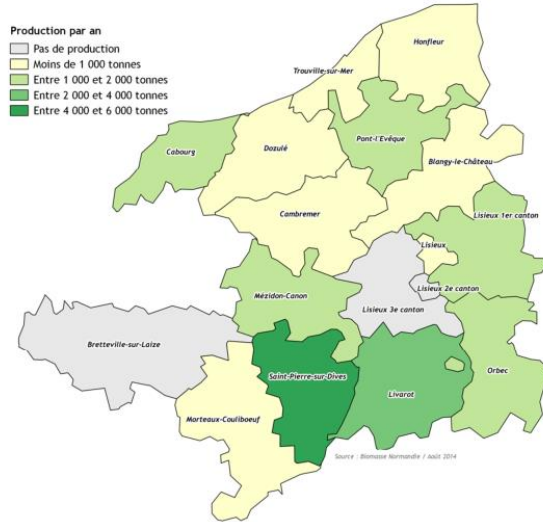 Production par an
Pas de production
Moins de 1 000 tonnes
Entre 1 000 et 2 000 tonnes
Entre 2 000 et 4 000 tonnes
Entre 4 000 et 6 000 tonnes
Honfleur
Trouville-sur-Mer
Cabourg
Dozulé
Pont-l'Evêque
Blangy-le-Château
Cambremer
Lisieux 1er canton
Lisieux
Lisieux 2e canton
Mézidon-Canon
Lisieux 3e canton
Bretteville-sur-Laize
Saint-Pierre-sur-Dives
Orbec
Livarot
Morteaux-Couliboeuf
Source : Biomasse Normandie / Août 2014